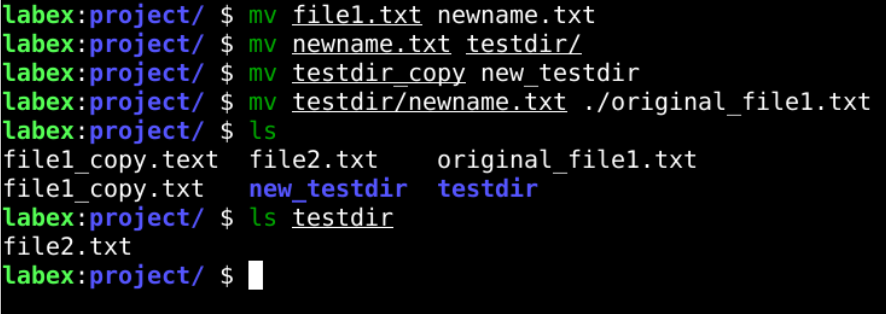 labex:project/ $ mv file1.txt newname.txt
labex:project/ $ mv newname.txt testdir/
labex:project/ $ mv testdir_copy new_testdir
labex:project/ $ mv testdir/newname.txt ./original_file1.txt
labex:project/ $ ls
file1_copy.text  file2.txt    original_file1.txt
file1_copy.txt   new_testdir  testdir
labex:project/ $ ls testdir
file2.txt
labex:project/ $